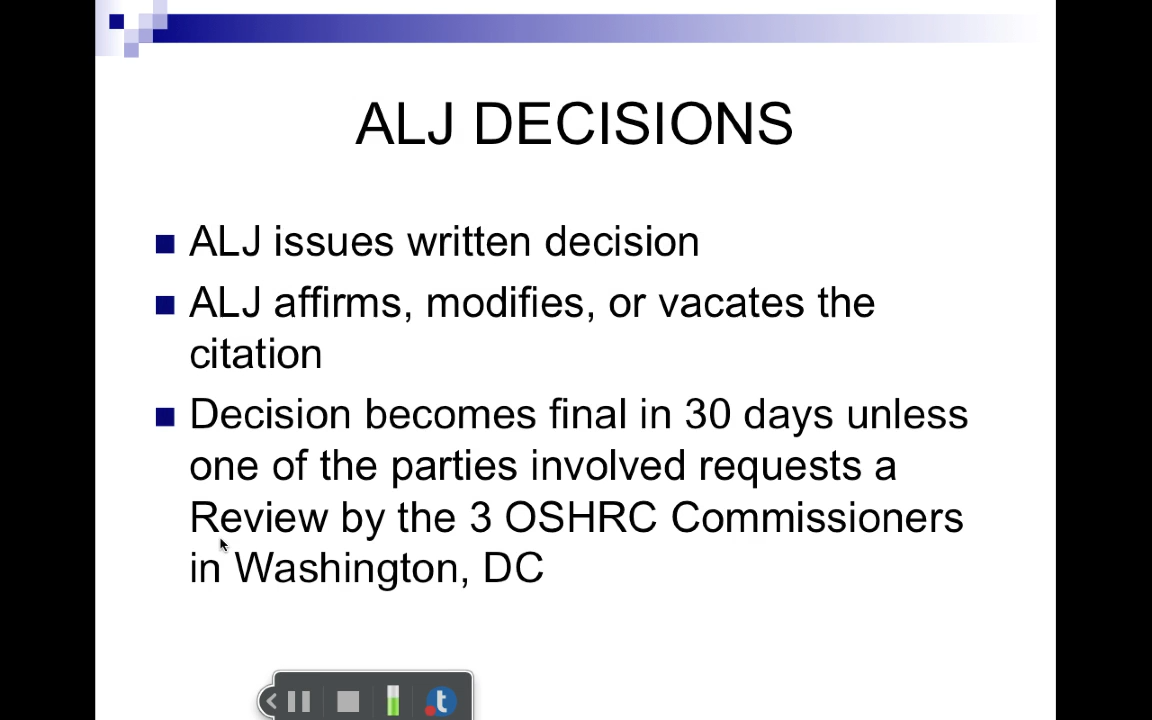 ALJ DECISIONS
ALJ issues written decision
ALJ affirms, modifies, or vacates the
citation
Decision becomes final in 30 days unless
one of the parties involved requests a
Review by the 3 OSHRC Commissioners
in Washington, DC
t